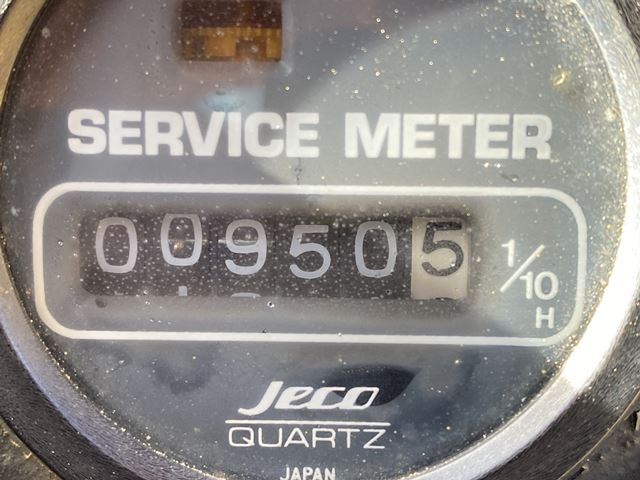 SERVICE METER
009505 1/10
H
Jeco
QUARTZ
JAPAN